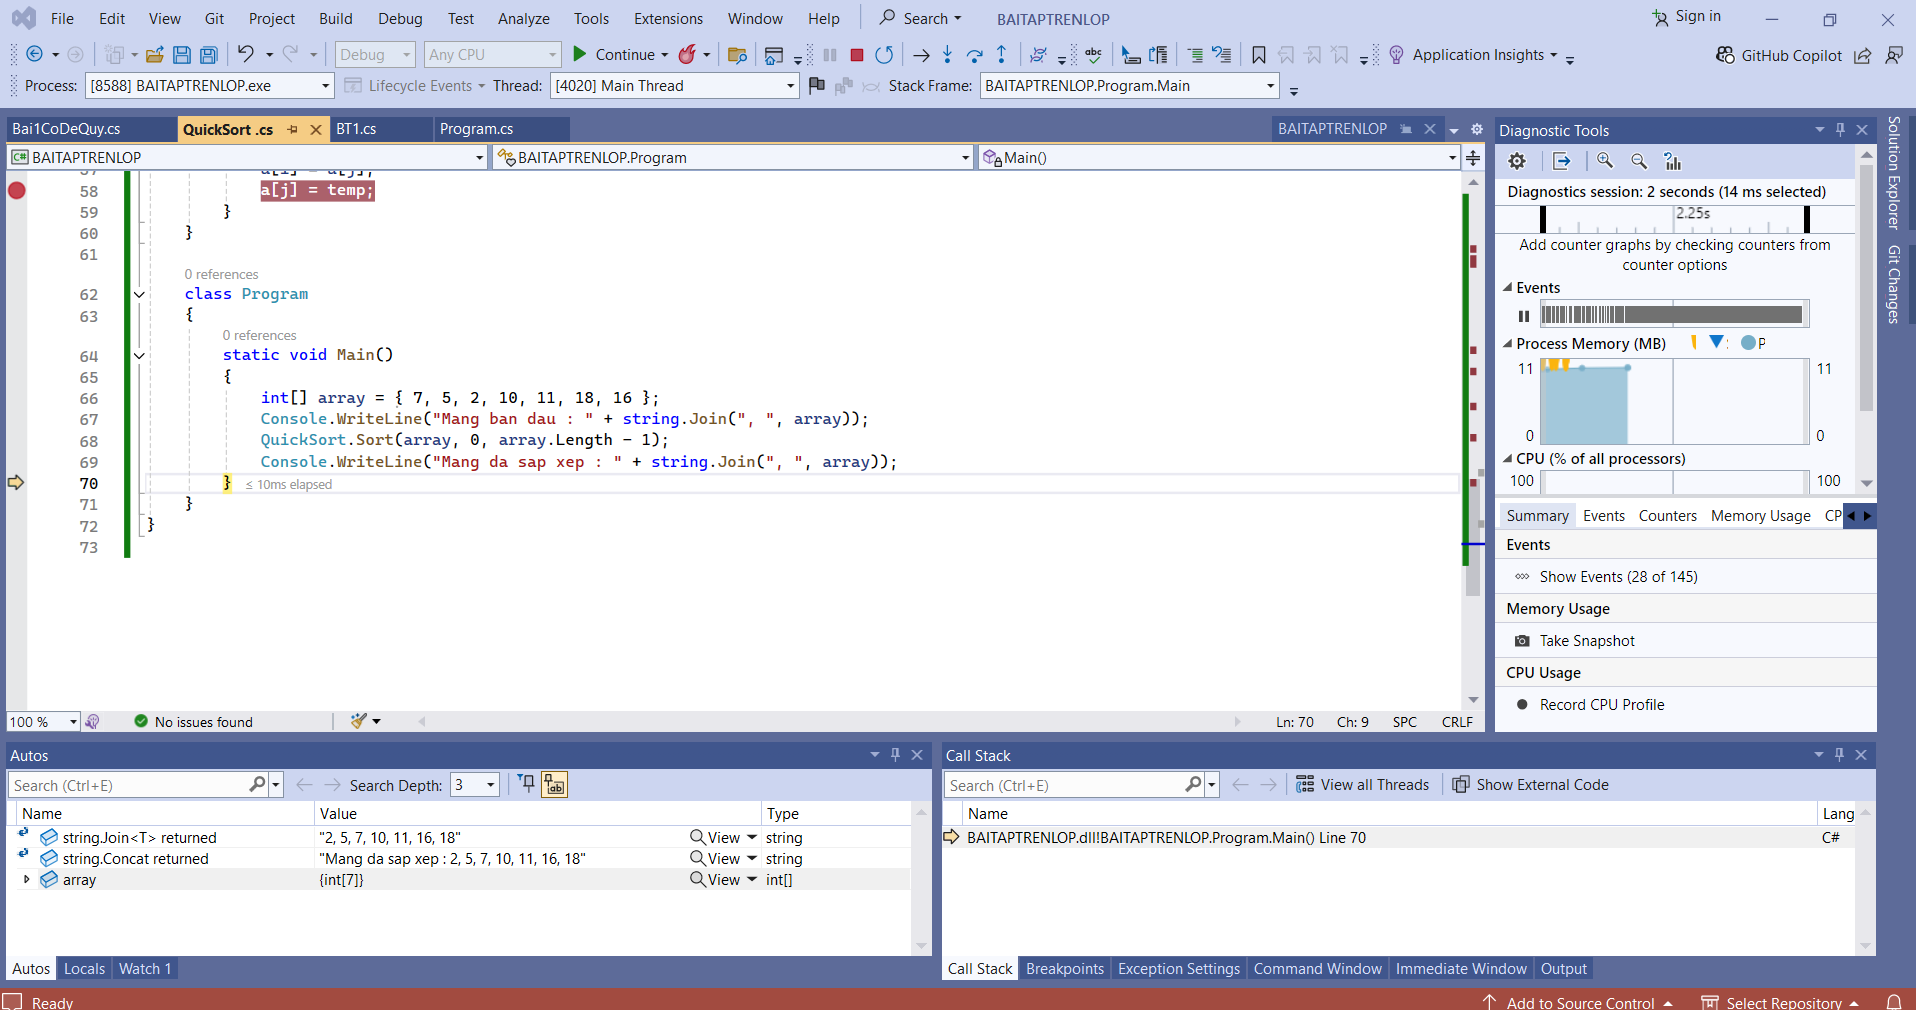 File Edit View Git Project Build Debug Test Analyze Tools Extensions Window Help Search BAITAPTRENLOP Sign in
Debug Any CPU Continue Application Insights GitHub Copilot
Process: [8588] BAITAPTRENLOP.exe Lifecycle Events Thread: [4020] Main Thread Stack Frame: BAITAPTRENLOP.Program.Main
Bai1CoDeQuy.cs QuickSort .cs BT1.cs Program.cs BAITAPTRENLOP
BAITAPTRENLOP BAITAPTRENLOP.Program Main()
58 a[j] = temp;
59 }
60 }
61
0 references
62 class Program
63 {
0 references
64 static void Main()
65 {
66 int[] array = { 7, 5, 2, 10, 11, 18, 16 };
67 Console.WriteLine("Mang ban dau : " + string.Join(", ", array));
68 QuickSort.Sort(array, 0, array.Length - 1);
69 Console.WriteLine("Mang da sap xep : " + string.Join(", ", array));
70 } ≤ 10ms elapsed
71 }
72 }
73
100 % No issues found Ln: 70 Ch: 9 SPC CRLF
Diagnostic Tools
Diagnostics session: 2 seconds (14 ms selected)
2.25s
Add counter graphs by checking counters from
counter options
Events
Process Memory (MB) P
11 11
0 0
CPU (% of all processors)
100 100
Summary Events Counters Memory Usage CP
Events
Show Events (28 of 145)
Memory Usage
Take Snapshot
CPU Usage
Record CPU Profile
Solution Explorer
Git Changes
Autos
Search (Ctrl+E) Search Depth: 3
Name Value Type
string.Join<T> returned "2, 5, 7, 10, 11, 16, 18" View string
string.Concat returned "Mang da sap xep : 2, 5, 7, 10, 11, 16, 18" View string
array {int[7]} View int[]
Autos Locals Watch 1
Call Stack
Search (Ctrl+E) View all Threads Show External Code
Name Lang
BAITAPTRENLOP.dll!BAITAPTRENLOP.Program.Main() Line 70 C#
Call Stack Breakpoints Exception Settings Command Window Immediate Window Output
Ready Add to Source Control Select Repository